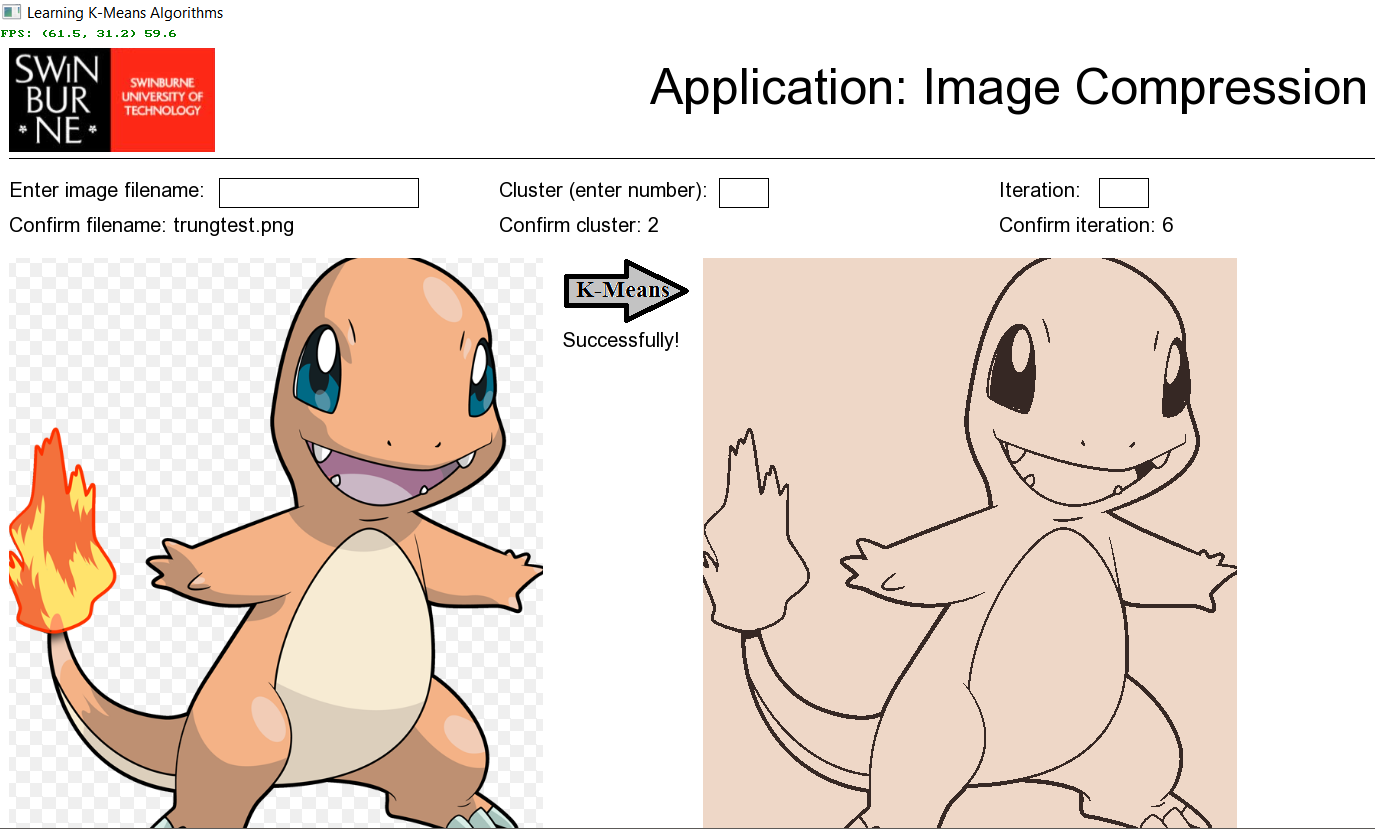 Learning K-Means Algorithms
FPS: (61.5, 31.2) 59.6
SWiN
BUR
*NE*
SWINBURNE
UNIVERSITY OF
TECHNOLOGY
Application: Image Compression
Enter image filename:
Cluster (enter number):
Iteration:
Confirm filename: trungtest.png
Confirm cluster: 2
Confirm iteration: 6
K-Means
Successfully!